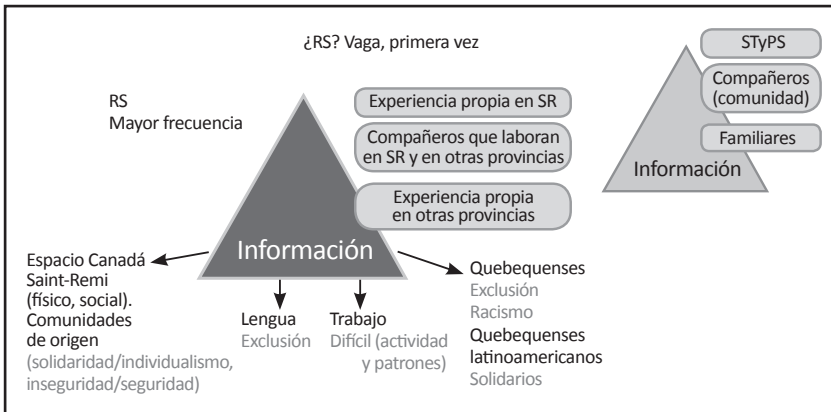 ¿RS? Vaga, primera vez
STyPS
Compañeros
(comunidad)
Familiares
Información
RS
Mayor frecuencia
Experiencia propia en SR
Compañeros que laboran
en SR y en otras provincias
Experiencia propia
en otras provincias
Información
Espacio Canadá
Saint-Remi
(físico, social).
Comunidades
de origen
(solidaridad/individualismo,
inseguridad/seguridad)
Lengua
Exclusión
Trabajo
Difícil (actividad
y patrones)
Quebequenses
Exclusión
Racismo
Quebequenses
latinoamericanos
Solidarios